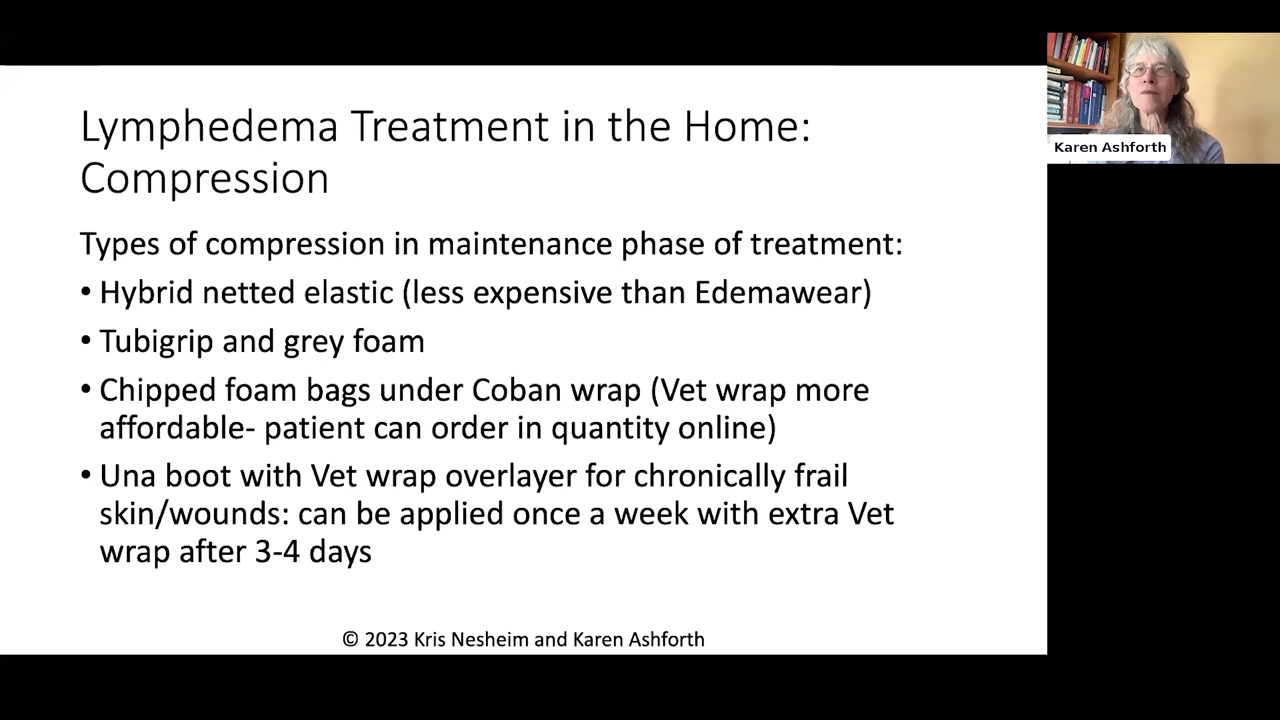 Lymphedema Treatment in the Home:
Compression
Types of compression in maintenance phase of treatment:
• Hybrid netted elastic (less expensive than Edemawear)
• Tubigrip and grey foam
• Chipped foam bags under Coban wrap (Vet wrap more
affordable- patient can order in quantity online)
• Una boot with Vet wrap overlayer for chronically frail
skin/wounds: can be applied once a week with extra Vet
wrap after 3-4 days
© 2023 Kris Nesheim and Karen Ashforth
Karen Ashforth